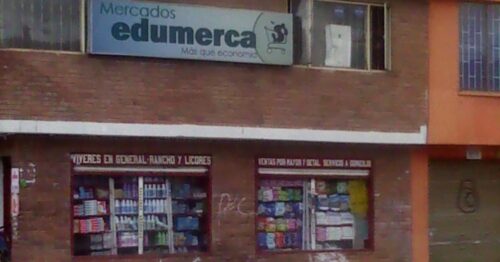 Mercados
edumerca
Más que economía
VIVERES EN GENERAL-RANCHO Y LICORES
VENTAS POR MAYOR Y DETAL SERVICIO A DOMICILIO